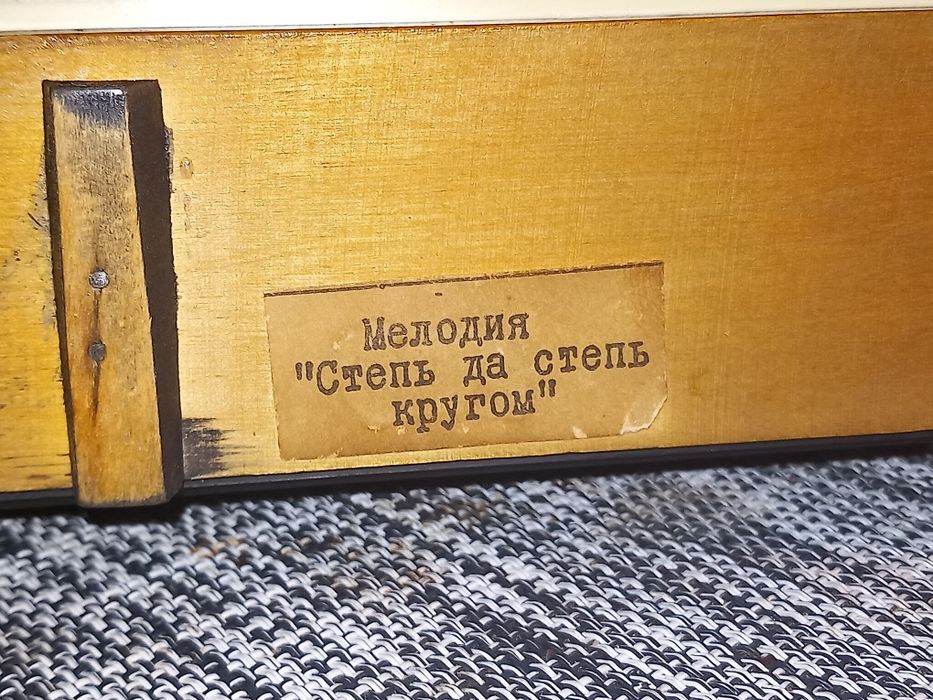 Мелодия
"Степь да степь
кругом"